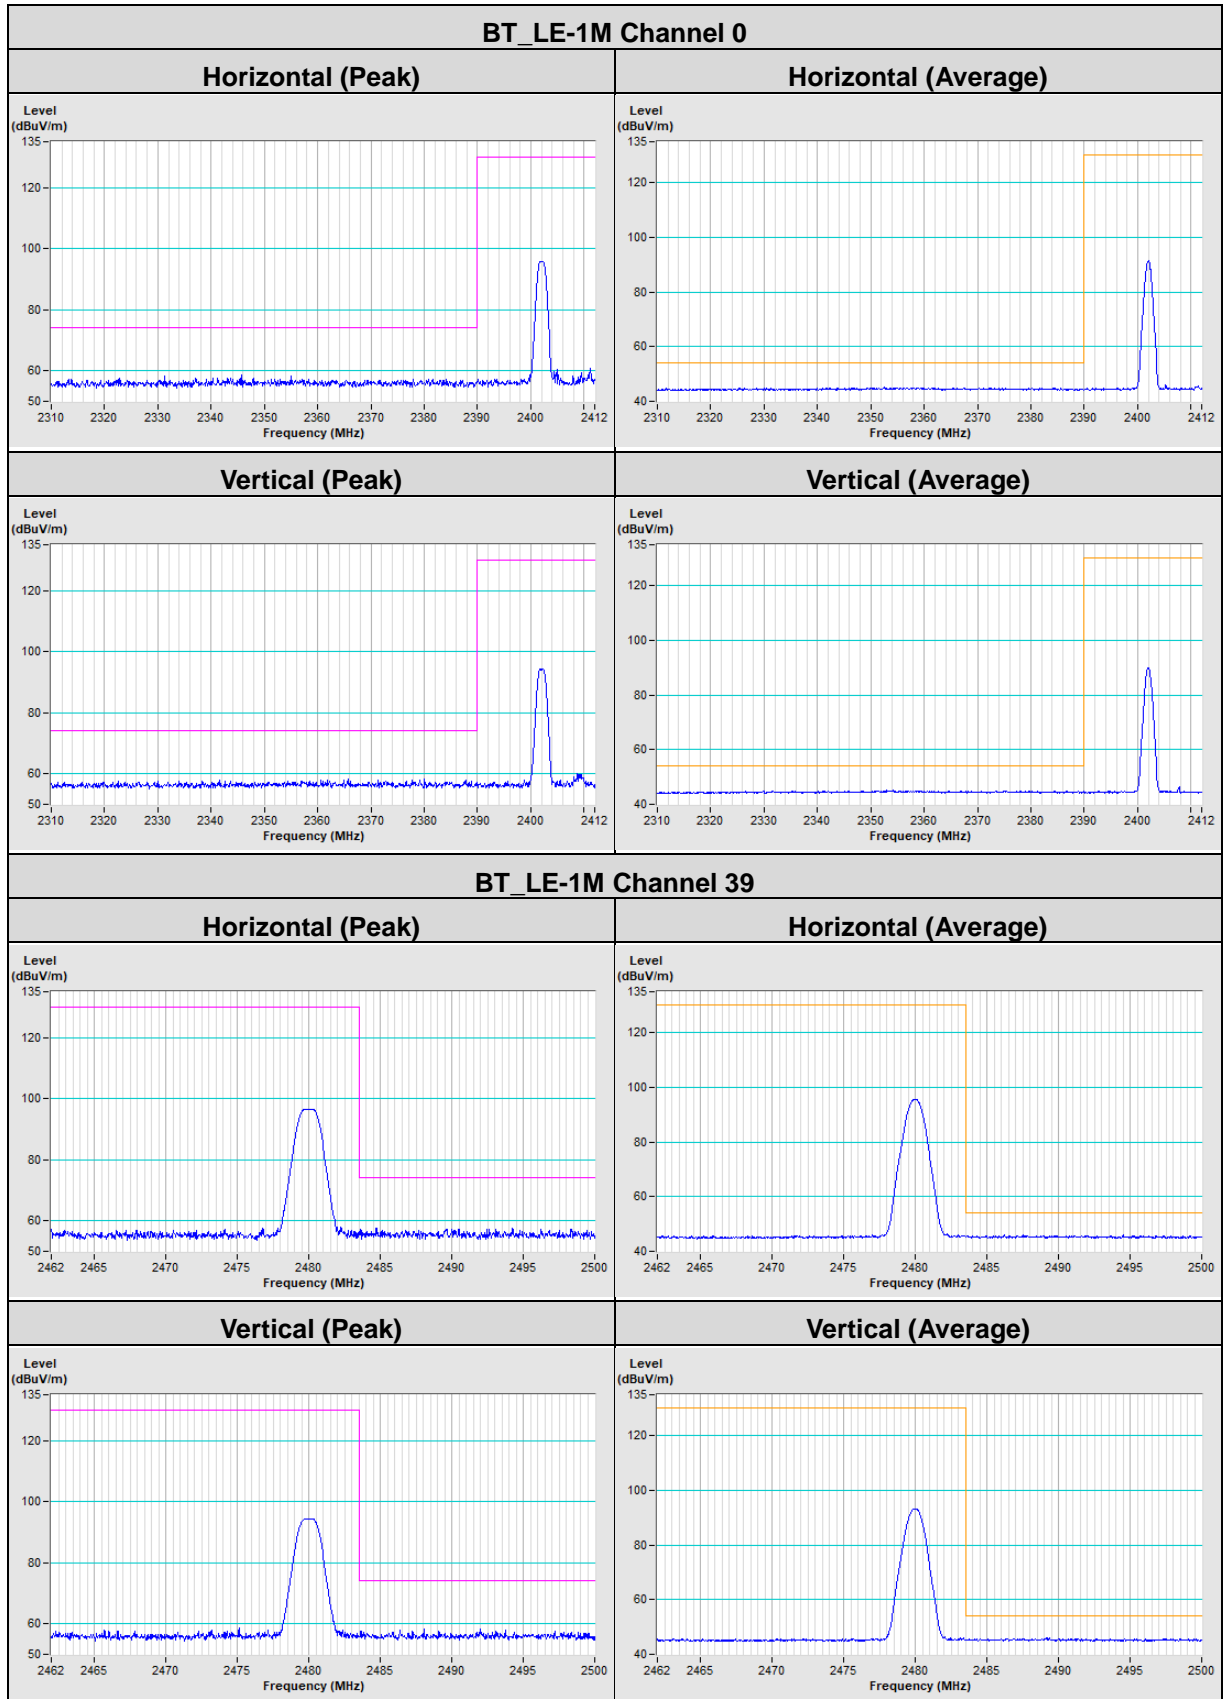 BT_LE-1M Channel 0
Horizontal (Peak)
Horizontal (Average)
Level
(dBuV/m)
135
120
100
80
60
50
2310 2320 2330 2340 2350 2360 2370 2380 2390 2400 2412
Frequency (MHz)
Level
(dBuV/m)
135
120
100
80
60
40
2310 2320 2330 2340 2350 2360 2370 2380 2390 2400 2412
Frequency (MHz)
Vertical (Peak)
Vertical (Average)
Level
(dBuV/m)
135
120
100
80
60
50
2310 2320 2330 2340 2350 2360 2370 2380 2390 2400 2412
Frequency (MHz)
Level
(dBuV/m)
135
120
100
80
60
40
2310 2320 2330 2340 2350 2360 2370 2380 2390 2400 2412
Frequency (MHz)
BT_LE-1M Channel 39
Horizontal (Peak)
Horizontal (Average)
Level
(dBuV/m)
135
120
100
80
60
50
2462 2465 2470 2475 2480 2485 2490 2495 2500
Frequency (MHz)
Level
(dBuV/m)
135
120
100
80
60
40
2462 2465 2470 2475 2480 2485 2490 2495 2500
Frequency (MHz)
Vertical (Peak)
Vertical (Average)
Level
(dBuV/m)
135
120
100
80
60
50
2462 2465 2470 2475 2480 2485 2490 2495 2500
Frequency (MHz)
Level
(dBuV/m)
135
120
100
80
60
40
2462 2465 2470 2475 2480 2485 2490 2495 2500
Frequency (MHz)